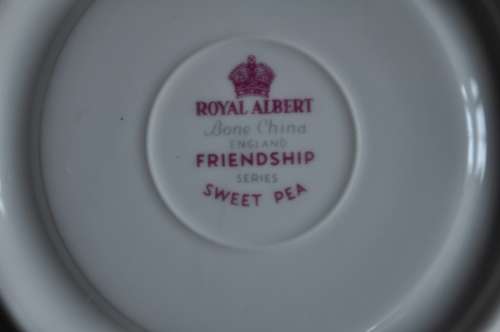 ROYAL ALBERT
Bone China
ENGLAND
FRIENDSHIP
SERIES
SWEET PEA